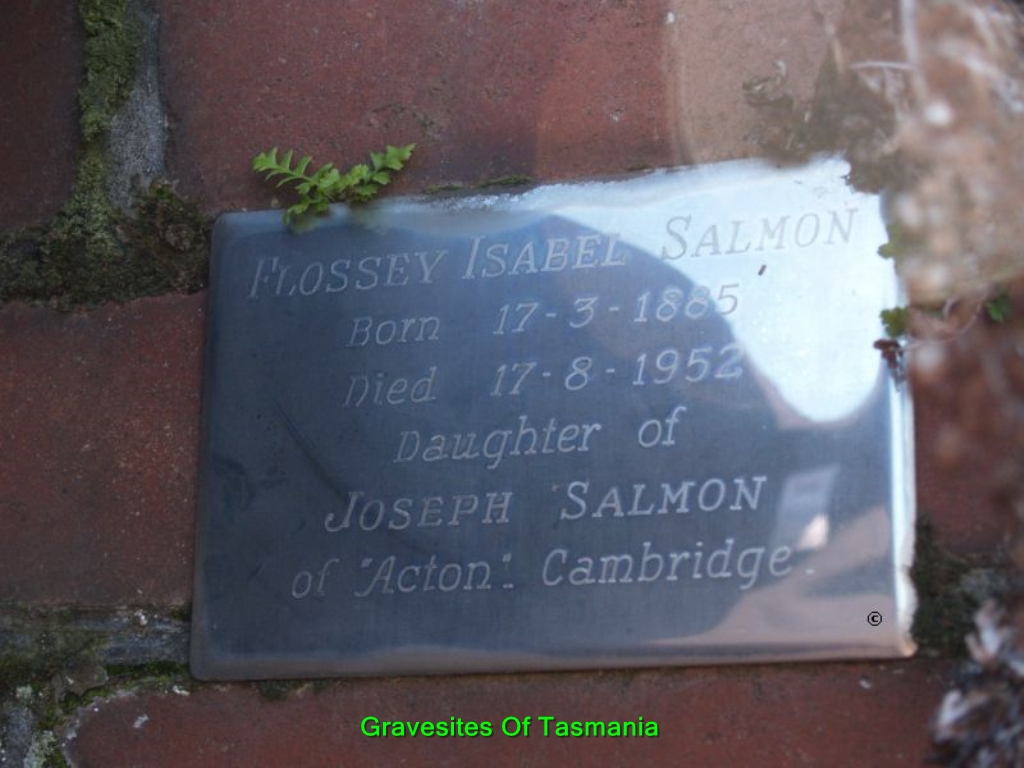 FLOSSEY ISABEL SALMON
Born 17-3-1885
Died 17-8-1952
Daughter of
JOSEPH SALMON
of "Acton". Cambridge.
©
Gravesites Of Tasmania